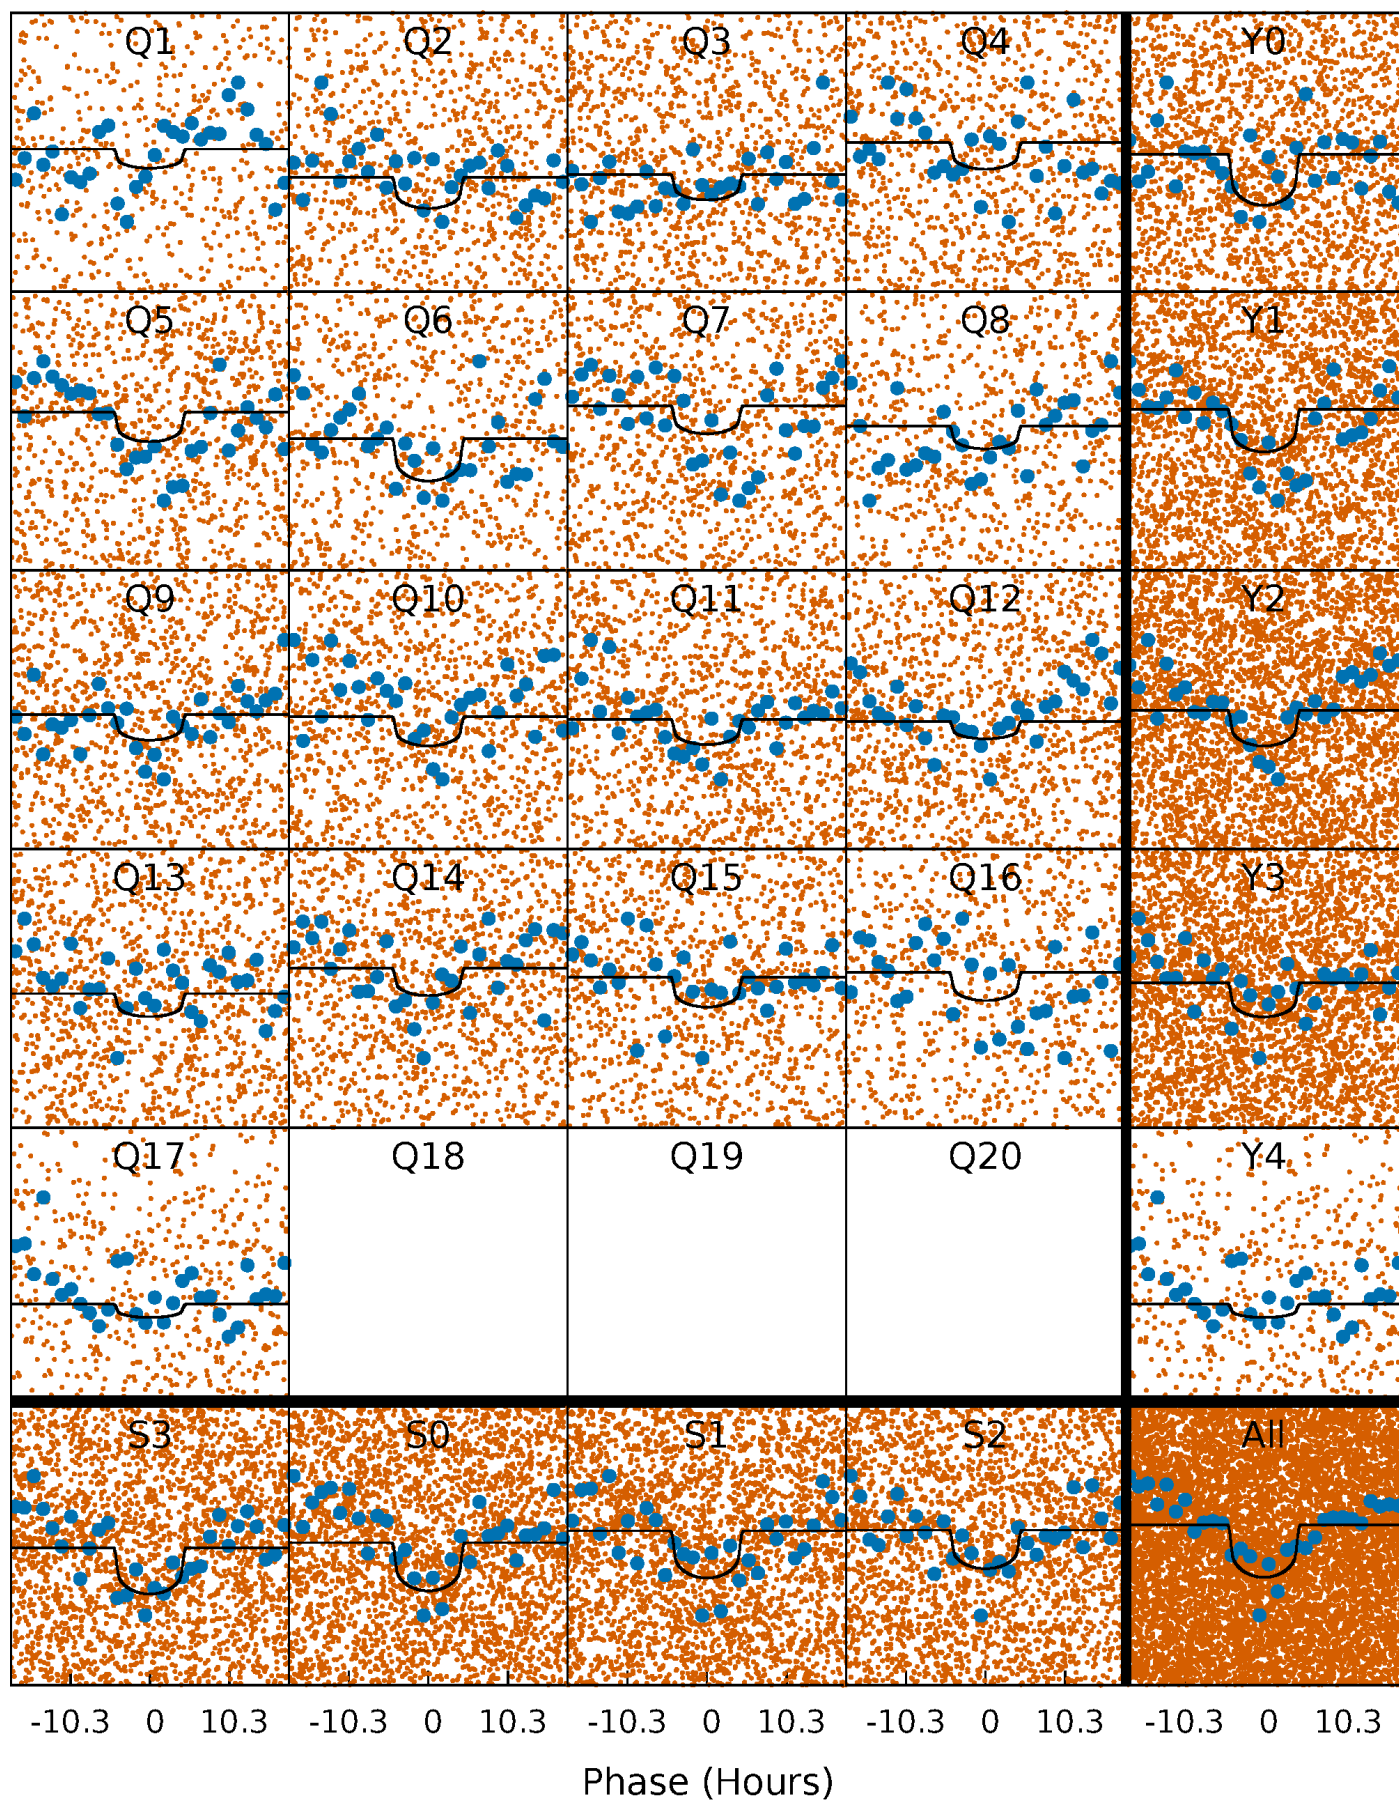 Q1 Q2 Q3 Q4 Y0
Q5 Q6 Q7 Q8 Y1
Q9 Q10 Q11 Q12 Y2
Q13 Q14 Q15 Q16 Y3
Q17 Q18 Q19 Q20 Y4
S3 S0 S1 S2 All
-10.3 0 10.3 -10.3 0 10.3 -10.3 0 10.3 -10.3 0 10.3 -10.3 0 10.3
Phase (Hours)